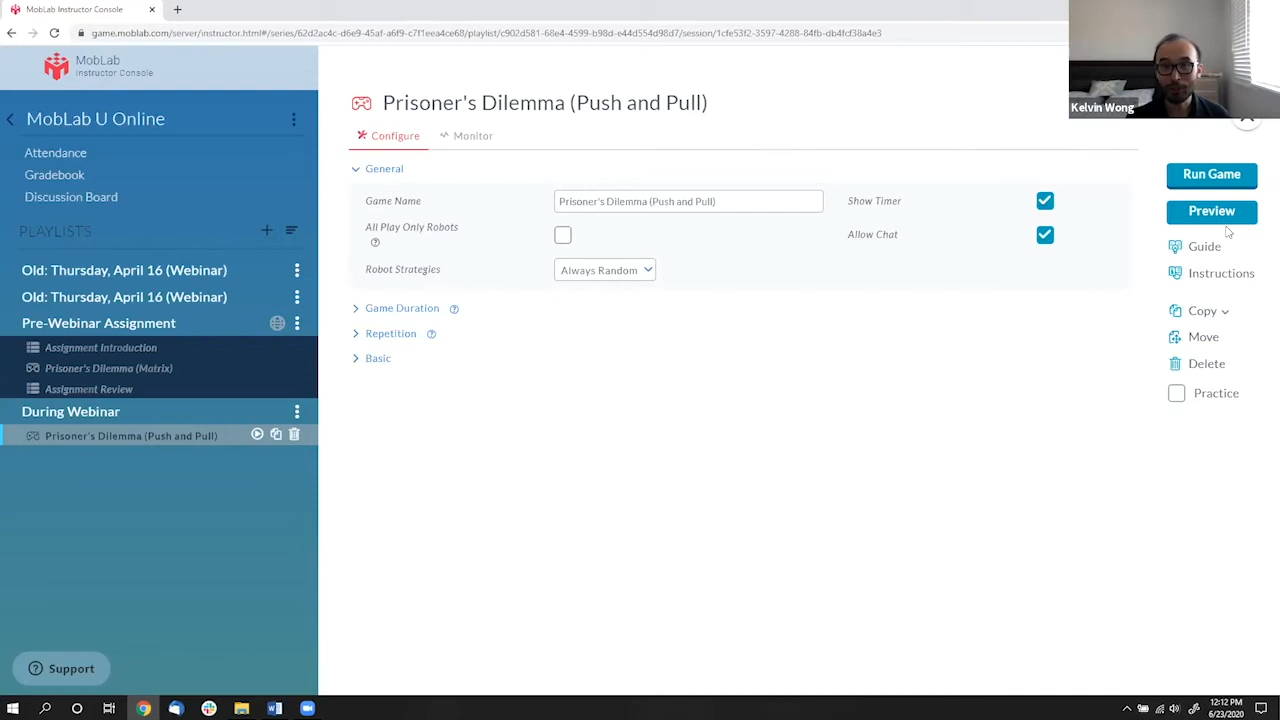 MobLab Instructor Console
game.moblab.com/server/instructor.html#/series/62d2ac4c-d6e9-45af-a6f9-c7f1eea4ce68/playlist/c902d581-68e4-4599-b98d-e44d554d98d7/session/1cfe53f2-3597-4288-84fb-db4fcf38a4e3
MobLab
Instructor Console
MobLab U Online
Attendance
Gradebook
Discussion Board
PLAYLISTS
Old: Thursday, April 16 (Webinar)
Old: Thursday, April 16 (Webinar)
Pre-Webinar Assignment
Assignment Introduction
Prisoner's Dilemma (Matrix)
Assignment Review
During Webinar
Prisoner's Dilemma (Push and Pull)
Support
Prisoner's Dilemma (Push and Pull)
Configure
Monitor
General
Game Name
Prisoner's Dilemma (Push and Pull)
Show Timer
All Play Only Robots
Allow Chat
Robot Strategies
Always Random
Game Duration
Repetition
Basic
Kelvin Wong
Run Game
Preview
Guide
Instructions
Copy
Move
Delete
Practice
12:12 PM
6/23/2020